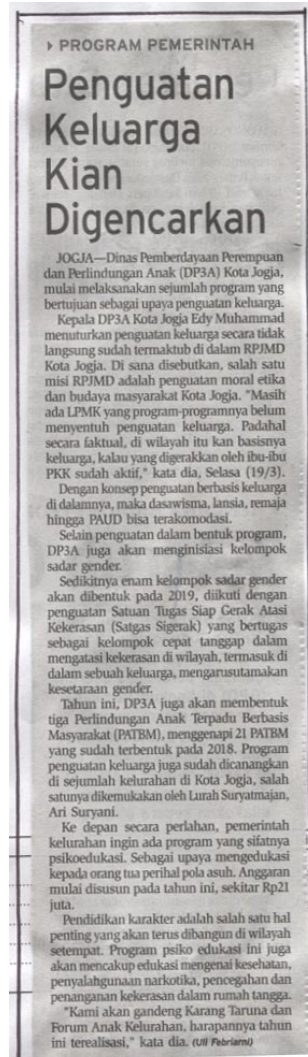 PROGRAM PEMERINTAH
Penguatan
Keluarga
Kian
Digencarkan
JOGJA—Dinas Pemberdayaan Perempuan
dan Perlindungan Anak (DP3A) Kota Jogja,
mulai melaksanakan sejumlah program yang
bertujuan sebagai upaya penguatan keluarga.
Kepala DP3A Kota Jogja Edy Muhammad
menuturkan penguatan keluarga secara tidak
langsung sudah termaktub di dalam RPJMD
Kota Jogja. Di sana disebutkan, salah satu
misi RPJMD adalah penguatan moral etika
dan budaya masyarakat Kota Jogja. "Masih
ada LPMK yang program-programnya belum
menyentuh penguatan keluarga. Padahal
secara faktual, di wilayah itu kan basisnya
keluarga, kalau yang digerakkan oleh ibu-ibu
PKK sudah aktif," kata dia, Selasa (19/3).
Dengan konsep penguatan berbasis keluarga
di dalamnya, maka dasawisma, lansia, remaja
hingga PAUD bisa terakomodasi.
Selain penguatan dalam bentuk program,
DP3A juga akan menginisiasi kelompok
sadar gender.
Sedikitnya enam kelompok sadar gender
akan dibentuk pada 2019, diikuti dengan
penguatan Satuan Tugas Siap Gerak Atasi
Kekerasan (Satgas Sigerak) yang bertugas
sebagai kelompok cepat tanggap dalam
mengatasi kekerasan di wilayah, termasuk di
dalam sebuah keluarga, mengarusutamakan
kesetaraan gender.
Tahun ini, DP3A juga akan membentuk
tiga Perlindungan Anak Terpadu Berbasis
Masyarakat (PATBM), menggenapi 21 PATBM
yang sudah terbentuk pada 2018. Program
penguatan keluarga juga sudah dicanangkan
di sejumlah kelurahan di Kota Jogja, salah
satunya dikemukakan oleh Lurah Suryatmajan,
Ari Suryani.
Ke depan secara perlahan, pemerintah
kelurahan ingin ada program yang sifatnya
psikoedukasi. Sebagai upaya mengedukasi
kepada orang tua perihal pola asuh. Anggaran
mulai disusun pada tahun ini, sekitar Rp21
juta.
Pendidikan karakter adalah salah satu hal
penting yang akan terus dibangun di wilayah
setempat. Program psiko edukasi ini juga
akan mencakup edukasi mengenai kesehatan,
penyalahgunaan narkotika, pencegahan dan
penanganan kekerasan dalam rumah tangga.
"Kami akan gandeng Karang Taruna dan
Forum Anak Kelurahan, harapannya tahun
ini terealisasi," kata dia. (Uli Febriarni)